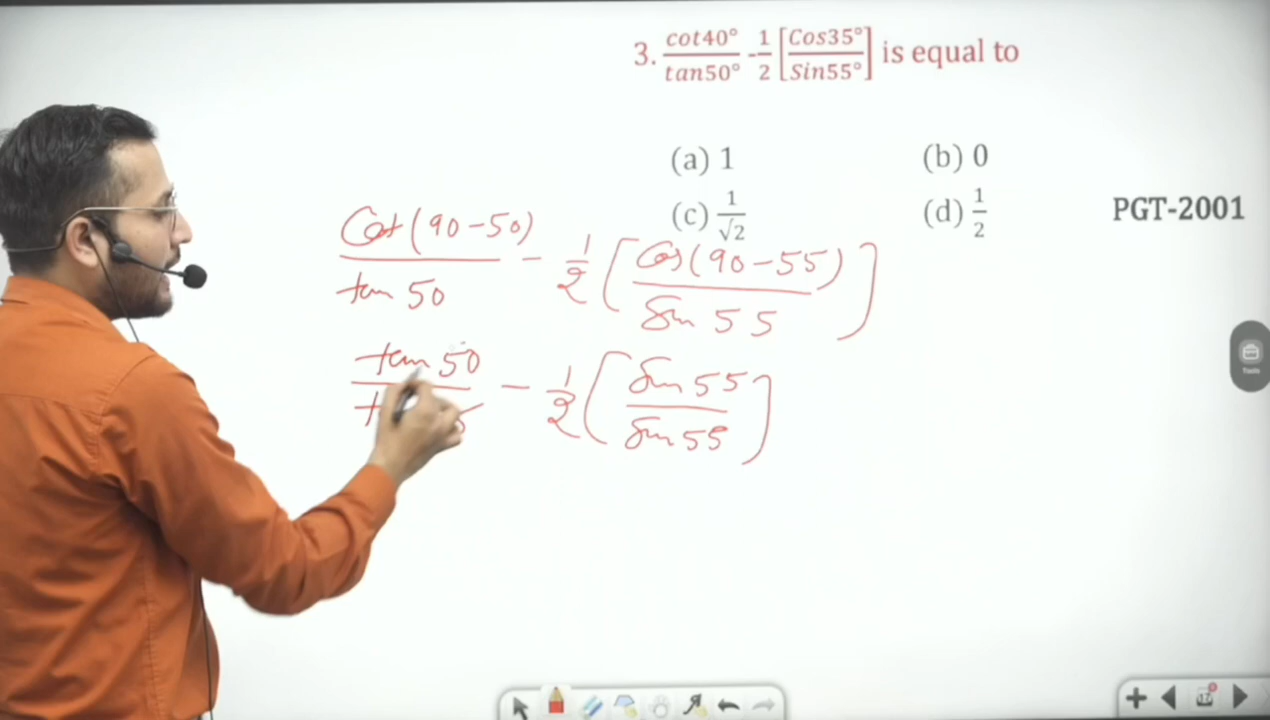 3. cot40°/tan50° - 1/2 [Cos35°/Sin55°] is equal to
(a) 1 (b) 0
(c) 1/√2 (d) 1/2 PGT-2001
Cot(90-50)/tan 50 - 1/2 [Cos(90-55)/Sin 55]
tan 50/ - 1/2 [Sin 55/Sin 55]
Tools
17